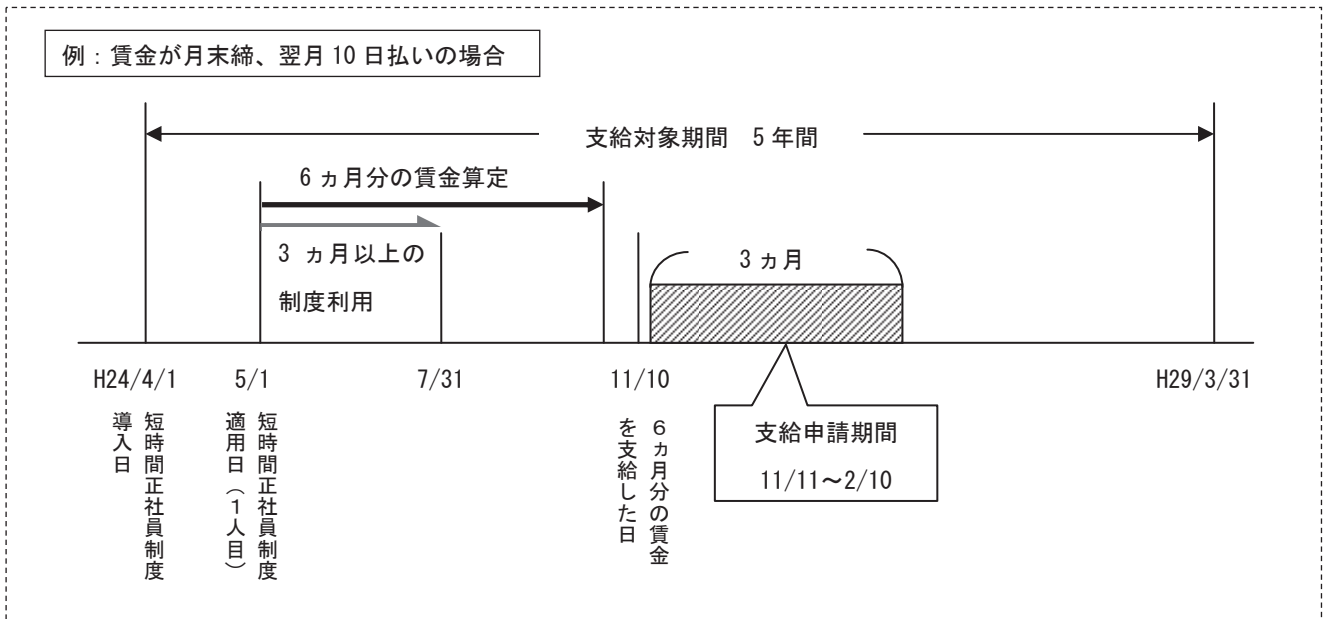 例：賃金が月末締、翌月10日払いの場合
支給対象期間　5年間
6ヵ月分の賃金算定
3ヵ月以上の
制度利用
3ヵ月
H24/4/1
5/1
7/31
11/10
H29/3/31
短時間正社員制度
導入日
短時間正社員制度
適用日（1人目）
６ヵ月分の賃金
を支給した日
支給申請期間
11/11～2/10